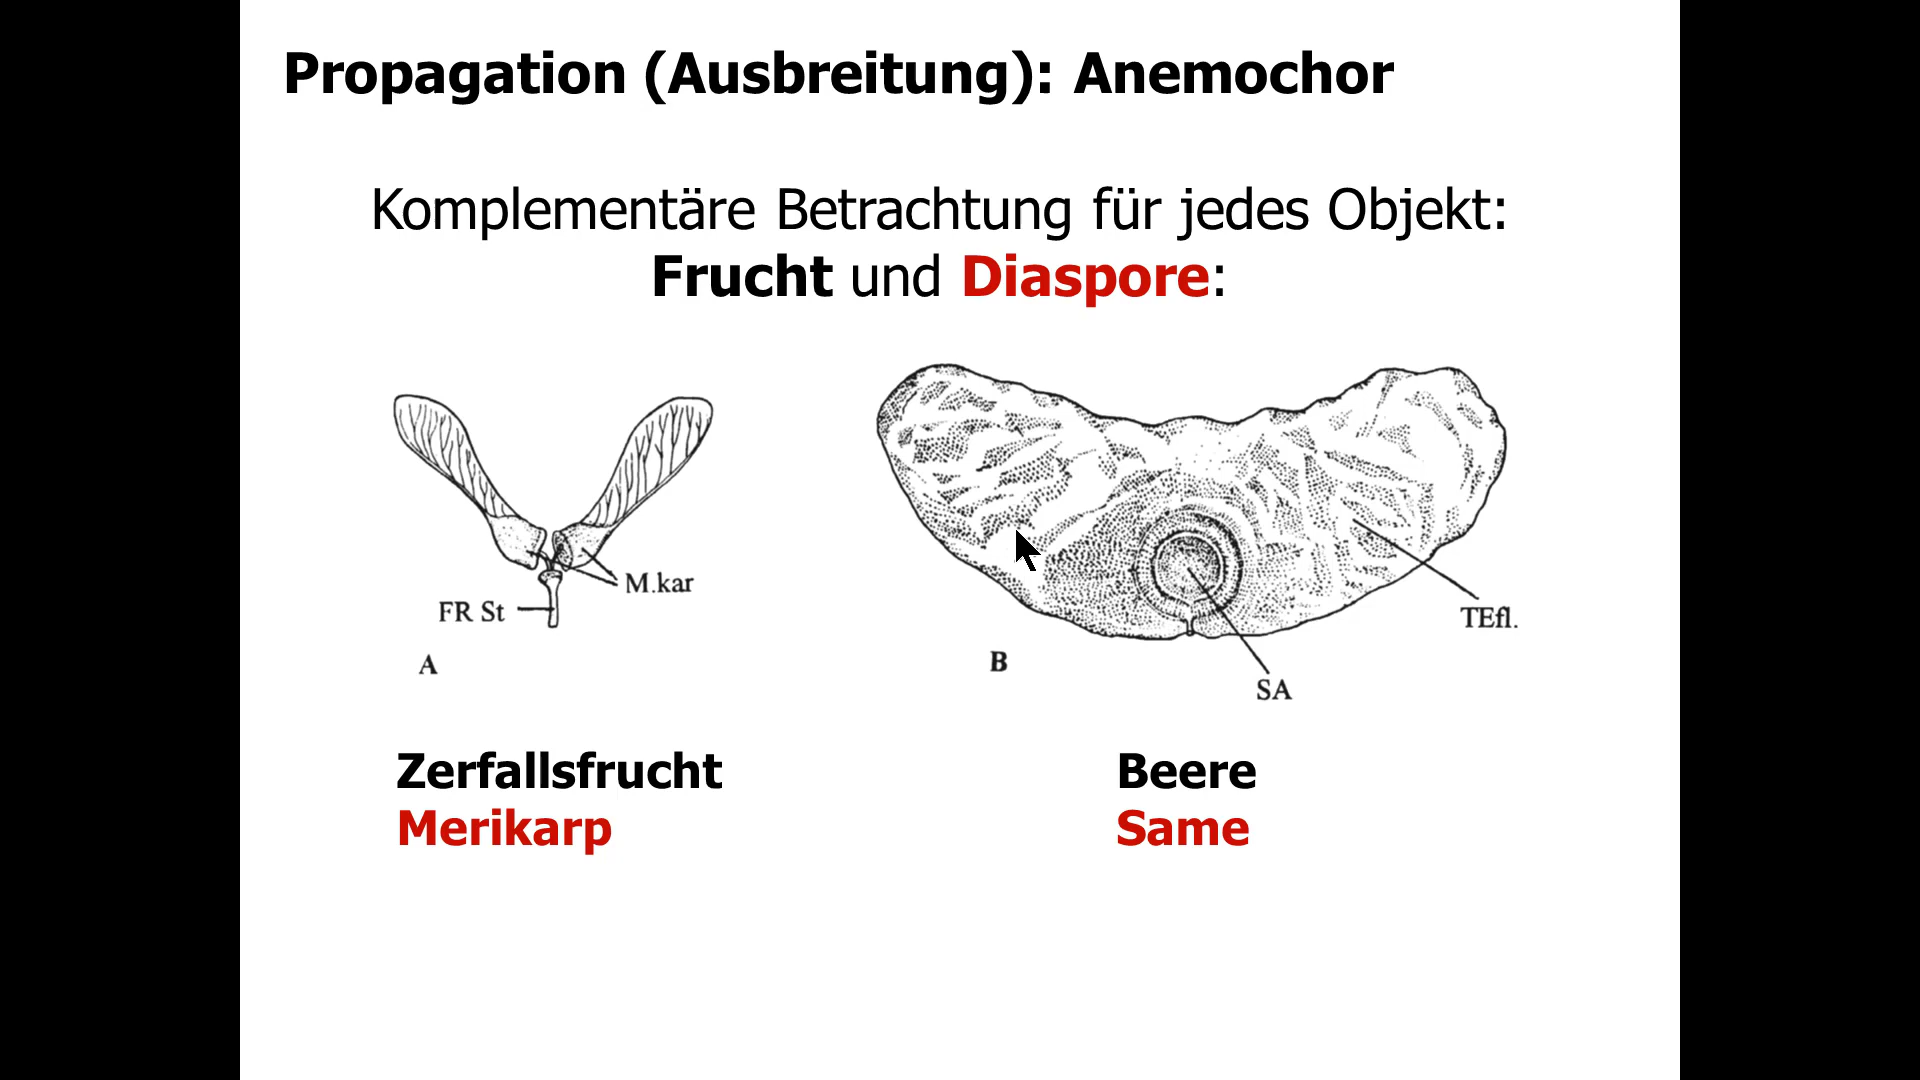 Propagation (Ausbreitung): Anemochor
Komplementäre Betrachtung für jedes Objekt:
Frucht und Diaspore:
M.kar
FR St
A
TEfl.
B
SA
Zerfallsfrucht
Merikarp
Beere
Same